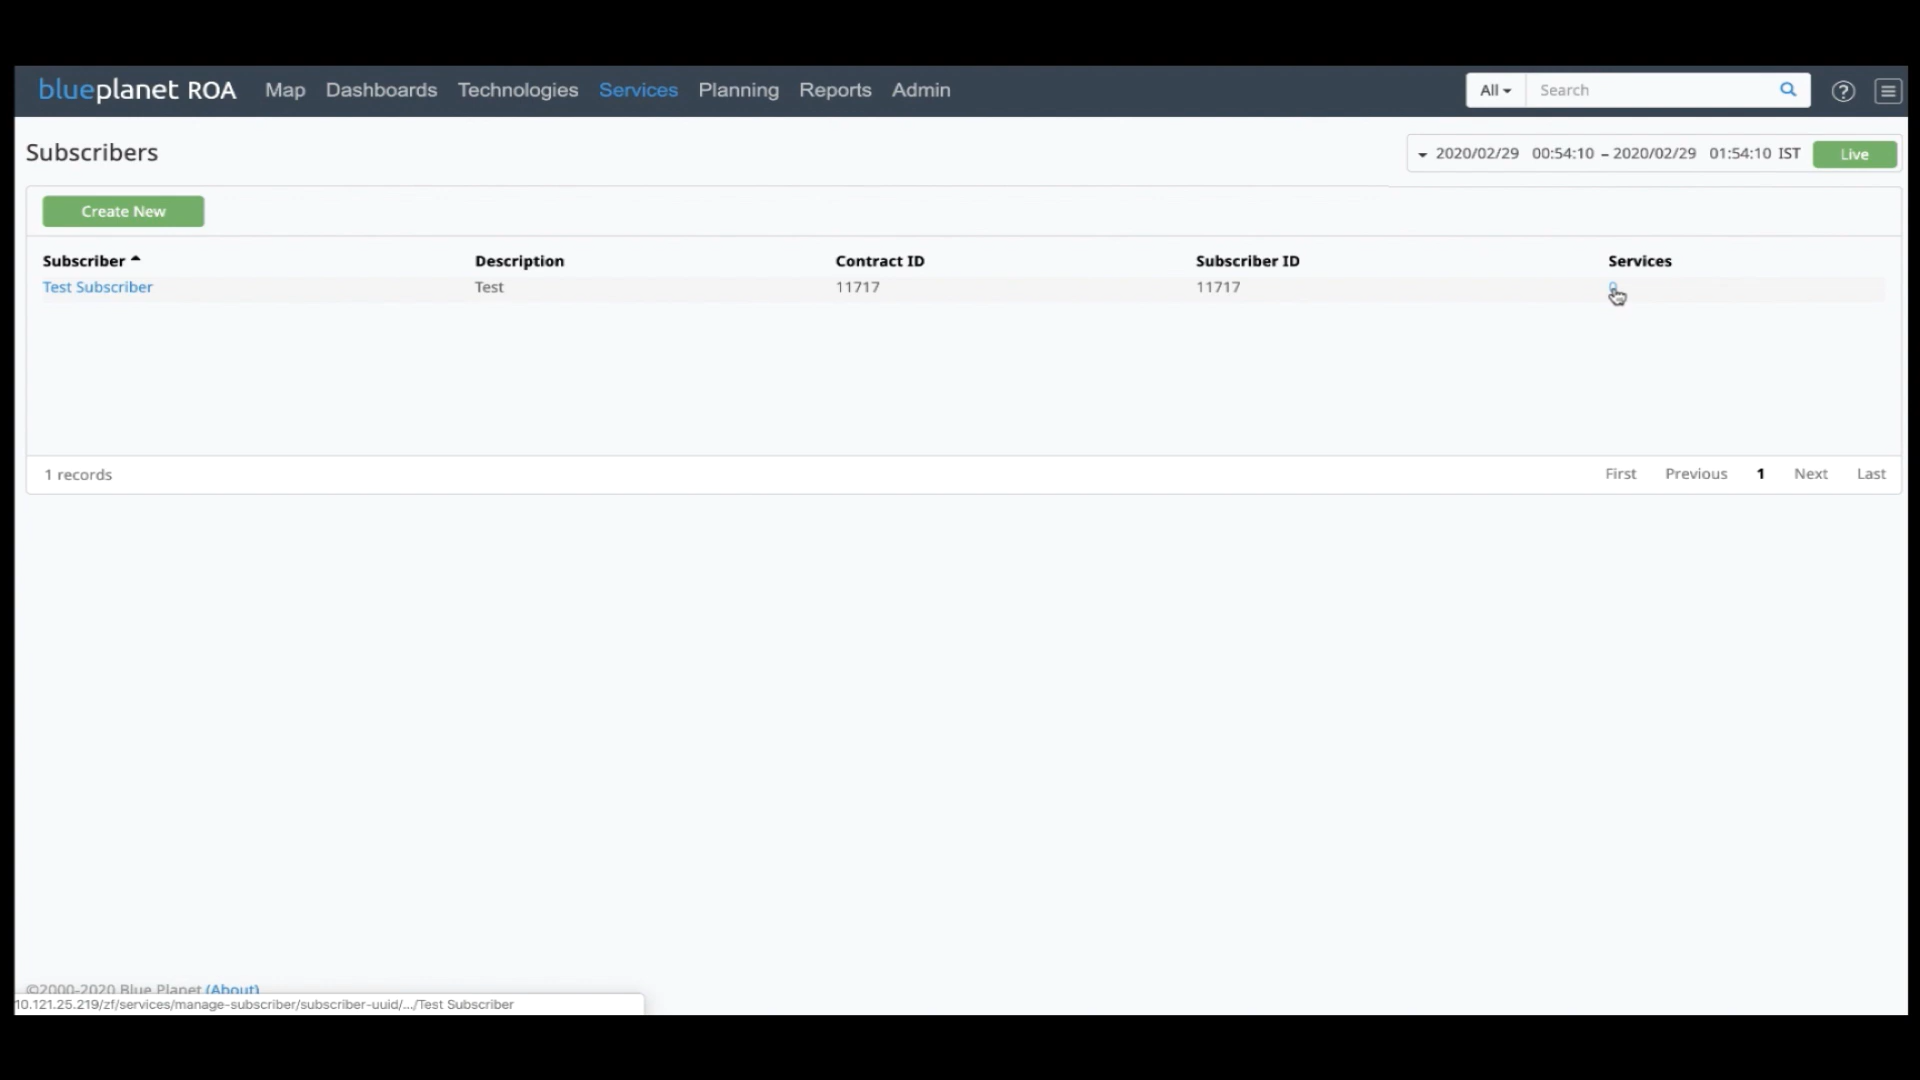 blueplanet ROA Map Dashboards Technologies Services Planning Reports Admin All Search
Subscribers 2020/02/29 00:54:10 – 2020/02/29 01:54:10 IST Live
Create New
Subscriber Description Contract ID Subscriber ID Services
Test Subscriber Test 11717 11717
1 records First Previous 1 Next Last
©2000-2020 Blue Planet (About)
10.121.25.219/zf/services/manage-subscriber/subscriber-uuid/.../Test Subscriber